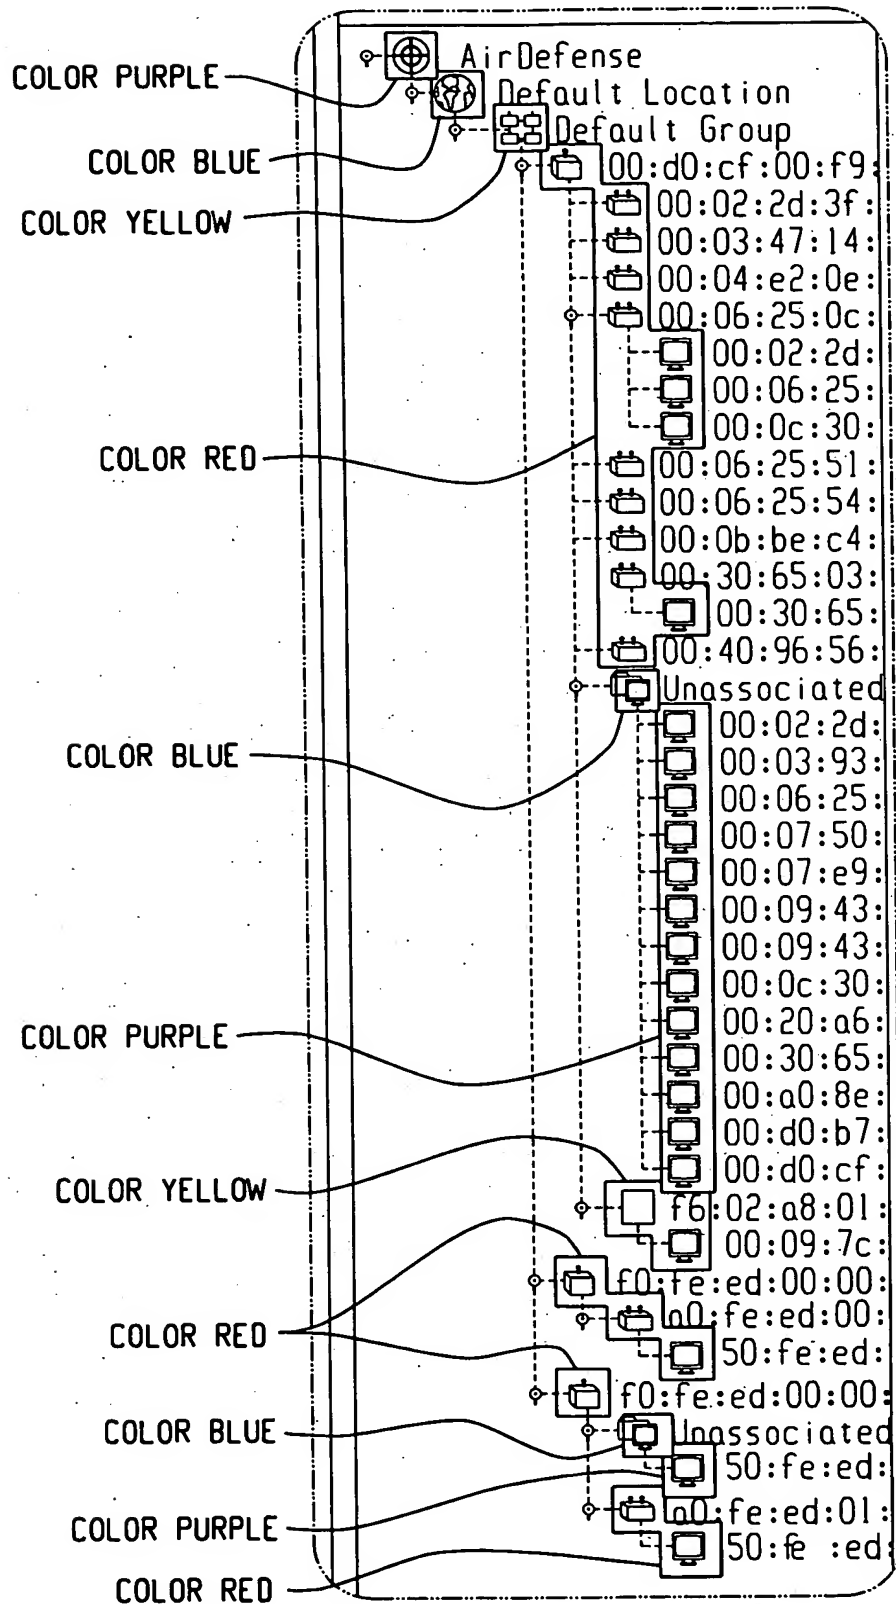 AirDefense
COLOR PURPLE
Default Location
Default Group
COLOR BLUE
00:d0:cf:00:f9:
00:02:2d:3f:
COLOR YELLOW
00:03:47:14:
00:04:e2:0e:
00:06:25:0c:
00:02:2d:
00:06:25:
00:0c:30:
COLOR RED
00:06:25:51:
00:06:25:54:
00:0b:be:c4:
00:30:65:03:
00:30:65:
00:40:96:56:
Unassociated
00:02:2d:
COLOR BLUE
00:03:93:
00:06:25:
00:07:50:
00:07:e9:
00:09:43:
00:09:43:
00:0c:30:
COLOR PURPLE
00:20:a6:
00:30:65:
00:a0:8e:
00:d0:b7:
00:d0:cf:
COLOR YELLOW
f6:02:a8:01:
00:09:7c:
f0:fe:ed:00:00:
a0:fe:ed:00:
COLOR RED
50:fe:ed:
f0:fe:ed:00:00:
COLOR BLUE
Unassociated
50:fe:ed:
a0:fe:ed:01:
COLOR PURPLE
50:fe :ed:
COLOR RED